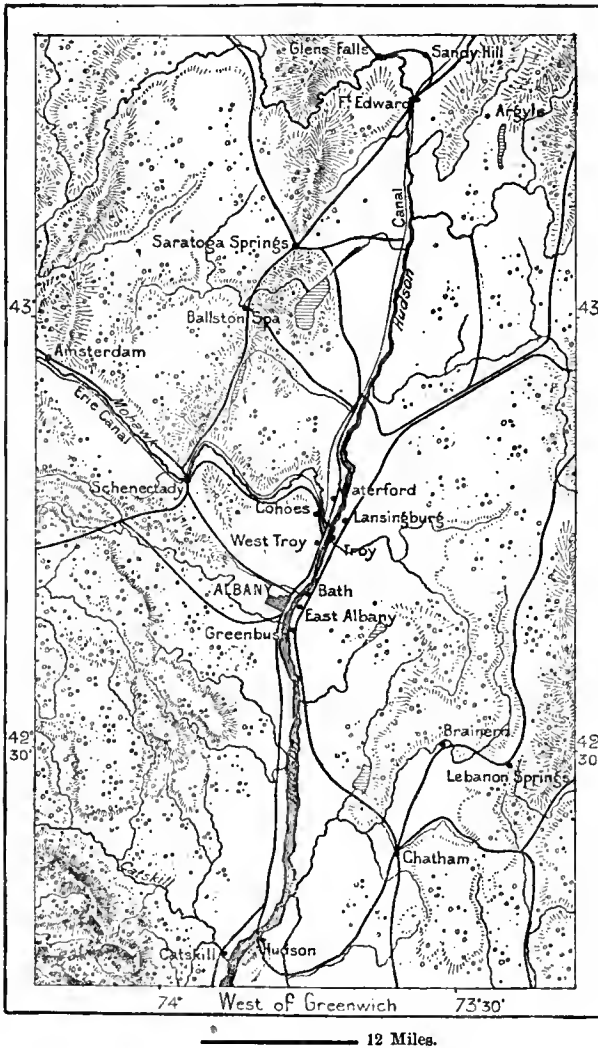 Glens Falls
Sandy Hill
Ft Edward
Argyle
Canal
Saratoga Springs
Hudson
43°
43
Ballston Spa
Amsterdam
Mohawk
Erie Canal
Schenectady
aterford
Cohoes
Lansingburg
West Troy
Troy
ALBANY
Bath
East Albany
Greenbush
Brainerd
42
30'
42
30'
Lebanon Springs
Chatham
Catskill
Catskill
Hudson
74°
West of Greenwich
73°30'
12 Miles.